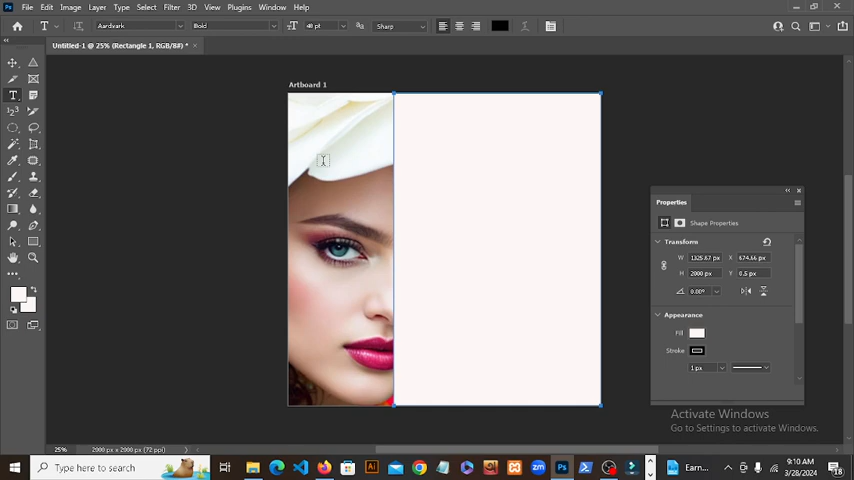 File Edit Image Layer Type Select Filter 3D View Plugins Window Help
Aardvark Bold 48 pt Sharp
Untitled-1 @ 25% (Rectangle 1, RGB/8#) *
Artboard 1
Properties
Shape Properties
Transform
W 1325.67 px X 674.66 px
H 2000 px Y 0.5 px
0.00°
Appearance
Fill
Stroke
1 px
Activate Windows
Go to Settings to activate Windows.
25% 2000 px x 2000 px (72 ppi)
Type here to search
Earn...
9:10 AM
3/28/2024
18